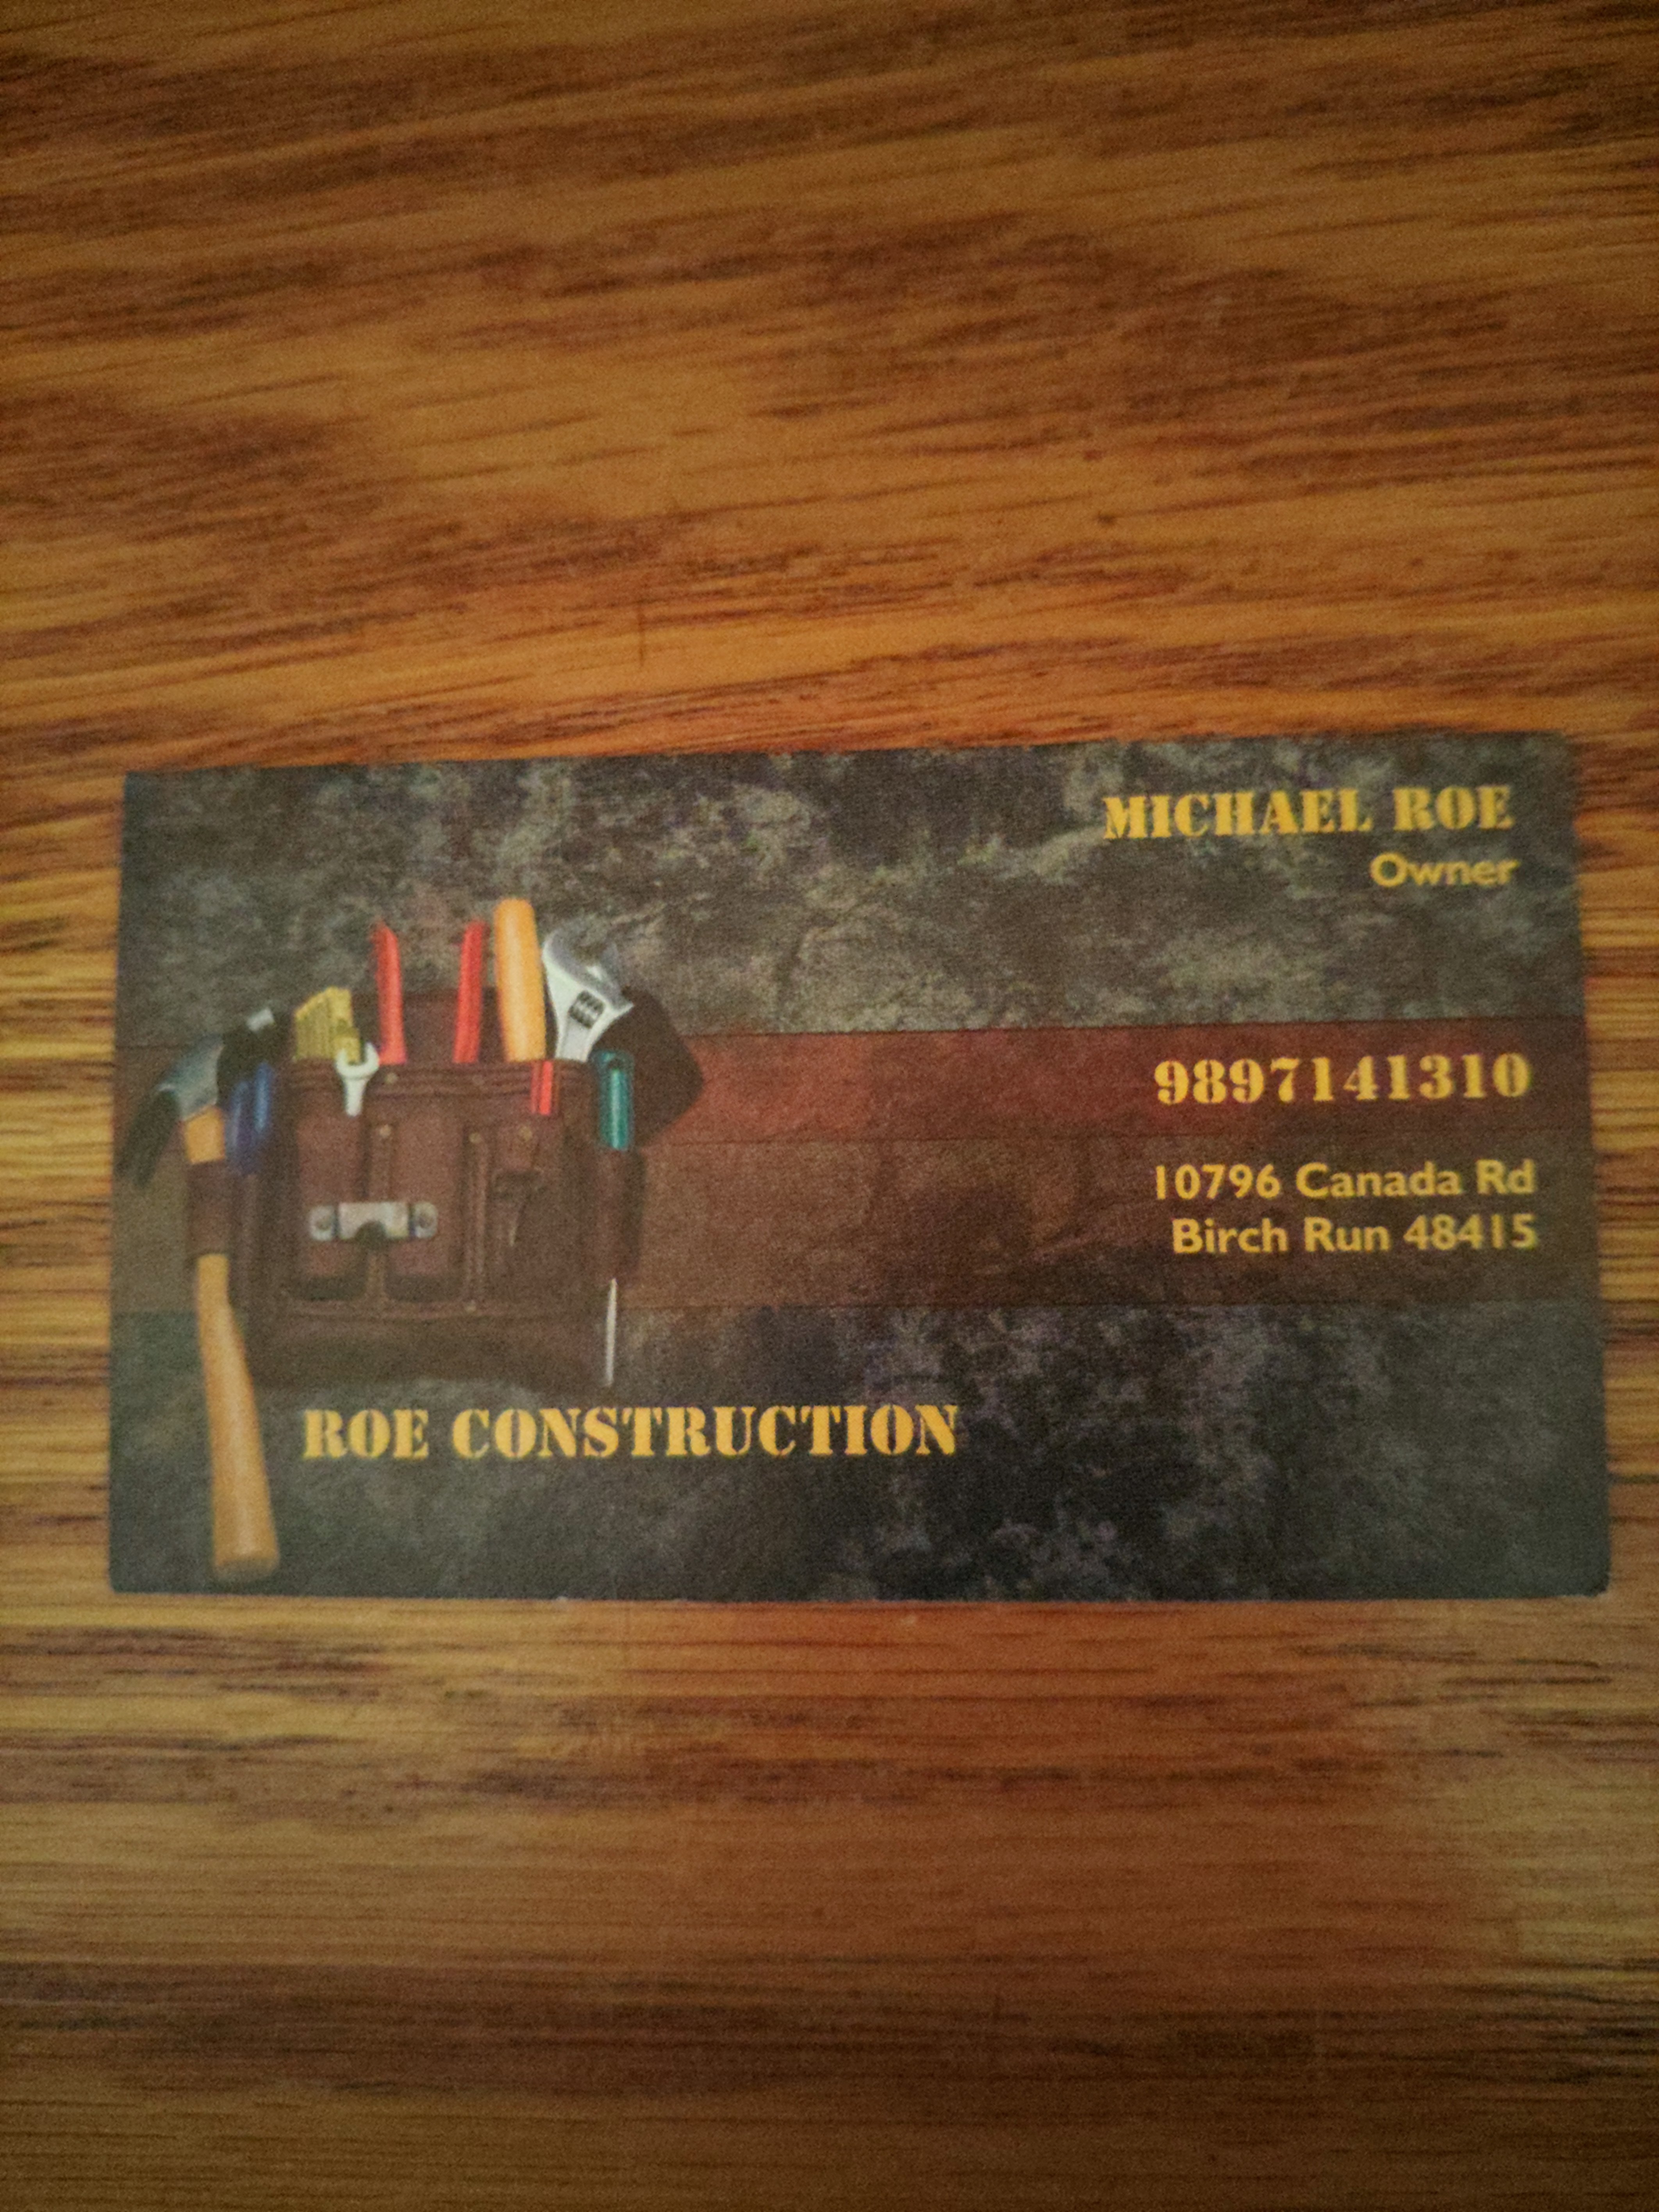 MICHAEL ROE
Owner
9897141310
10796 Canada Rd
Birch Run 48415
ROE CONSTRUCTION